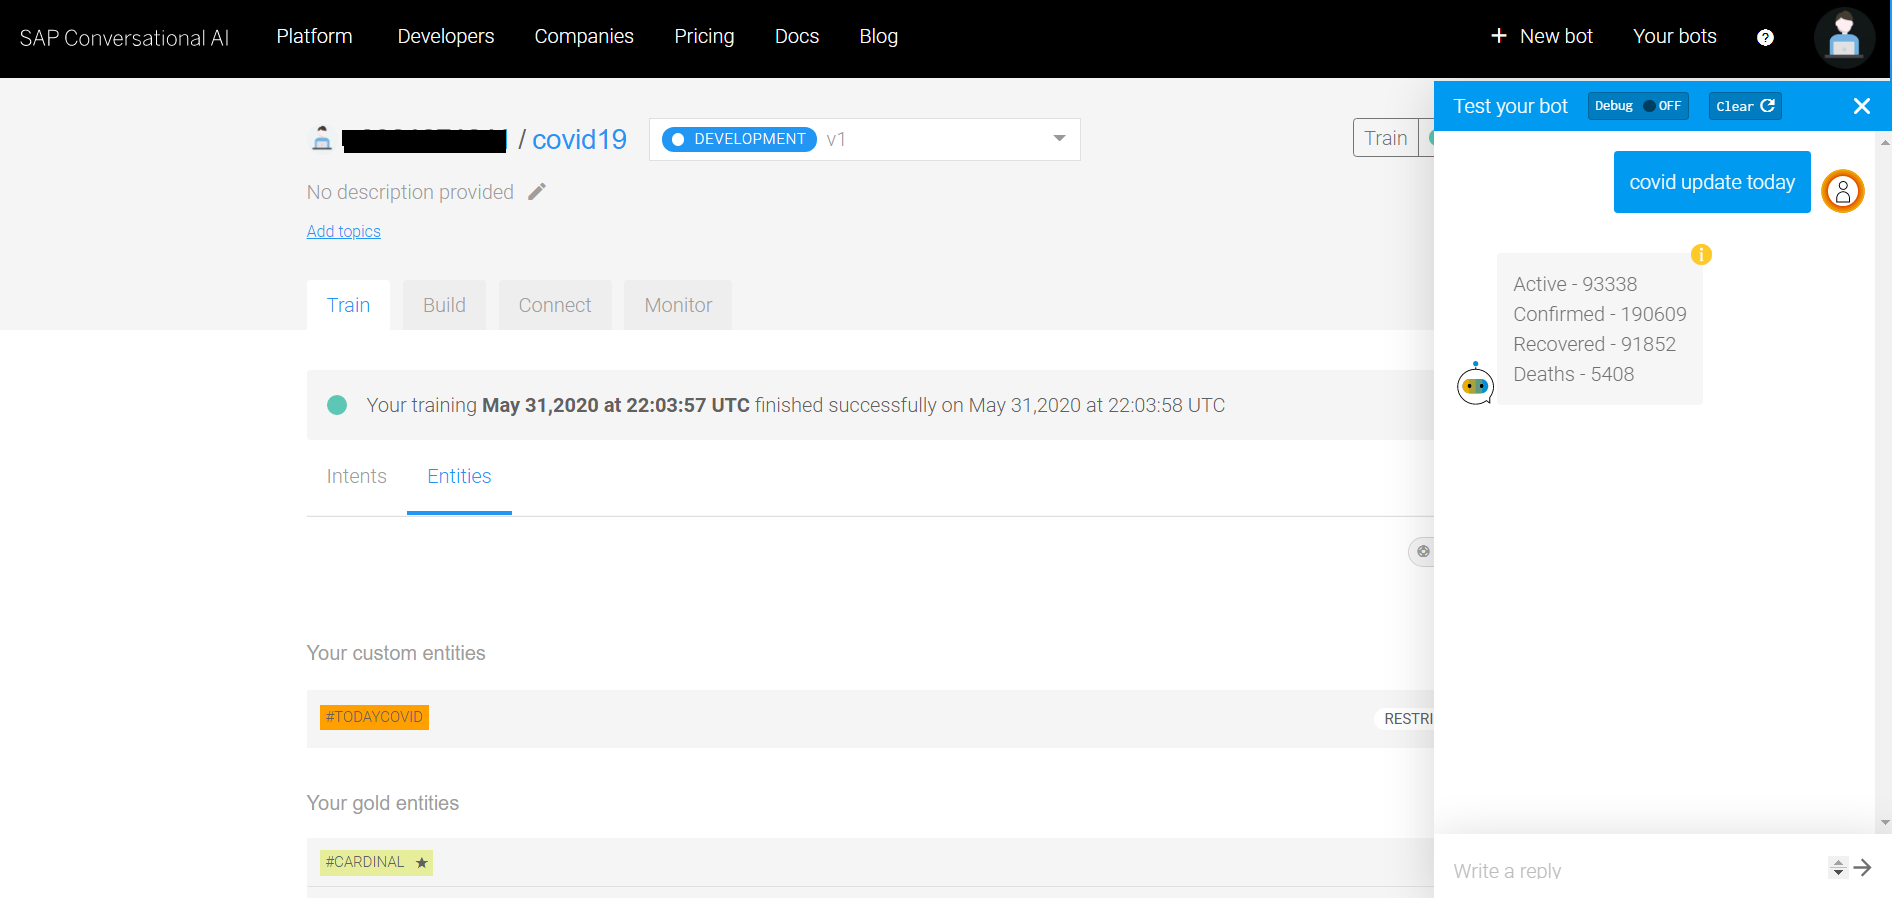 SAP Conversational AI Platform Developers Companies Pricing Docs Blog + New bot Your bots ?
/ covid19 DEVELOPMENT v1 Train
No description provided
Add topics
Train Build Connect Monitor
Your training May 31,2020 at 22:03:57 UTC finished successfully on May 31,2020 at 22:03:58 UTC
Intents Entities
Your custom entities
#TODAYCOVID RESTRI
Your gold entities
#CARDINAL ★
Test your bot Debug OFF Clear
covid update today
i
Active - 93338
Confirmed - 190609
Recovered - 91852
Deaths - 5408
Write a reply